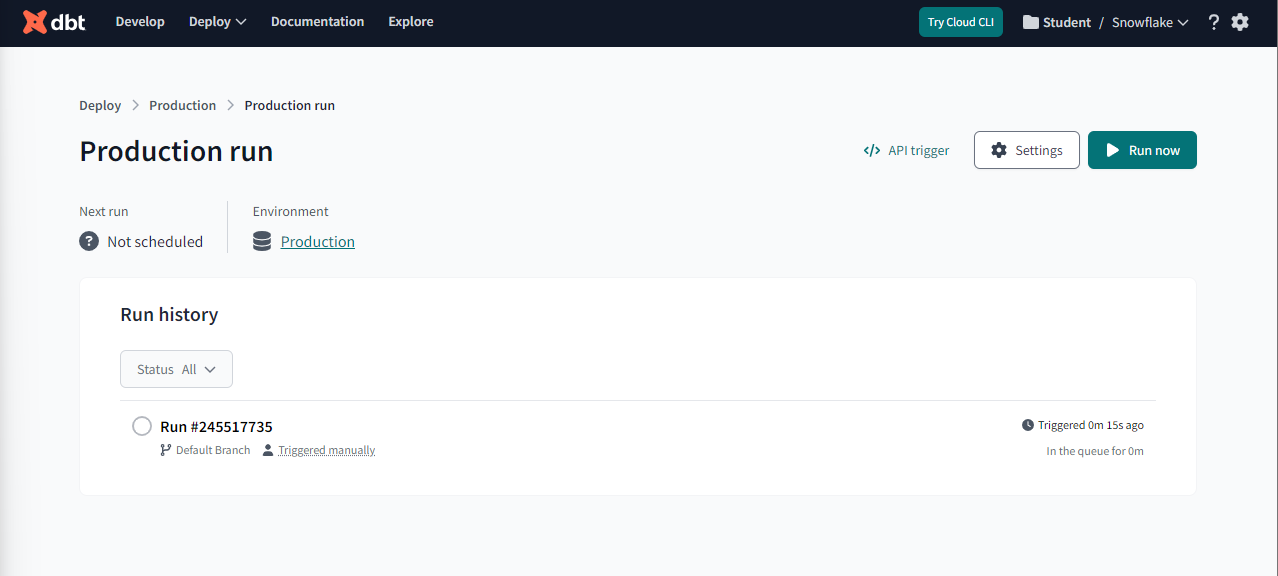 dbt Develop Deploy Documentation Explore Try Cloud CLI Student / Snowflake ?
Deploy Production Production run
Production run
API trigger Settings Run now
Next run Environment
? Not scheduled Production
Run history
Status All
Run #245517735 Triggered 0m 15s ago
Default Branch Triggered manually In the queue for 0m